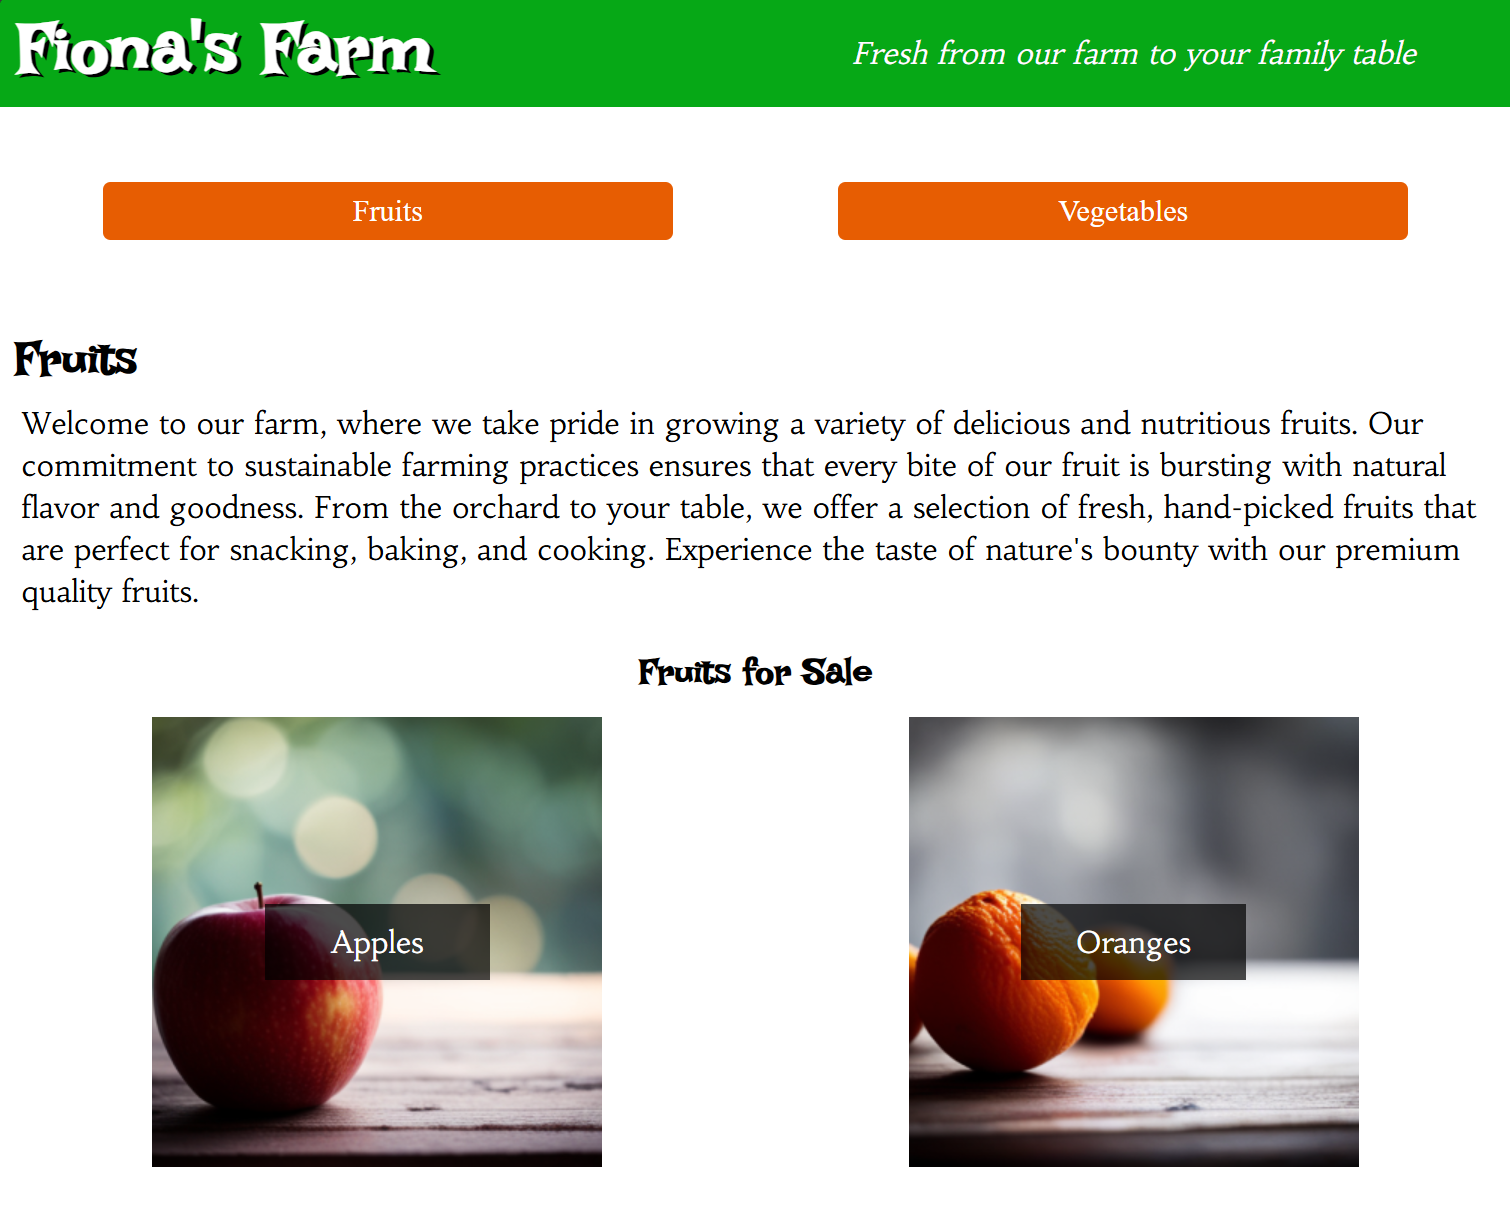 Fiona's Farm
Fresh from our farm to your family table
Fruits
Vegetables
Fruits
Welcome to our farm, where we take pride in growing a variety of delicious and nutritious fruits. Our
commitment to sustainable farming practices ensures that every bite of our fruit is bursting with natural
flavor and goodness. From the orchard to your table, we offer a selection of fresh, hand-picked fruits that
are perfect for snacking, baking, and cooking. Experience the taste of nature's bounty with our premium
quality fruits.
Fruits for Sale
Apples
Oranges